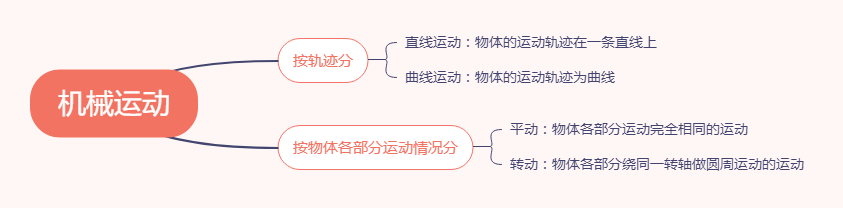 机械运动
按轨迹分
直线运动：物体的运动轨迹在一条直线上
曲线运动：物体的运动轨迹为曲线
按物体各部分运动情况分
平动：物体各部分运动完全相同的运动
转动：物体各部分绕同一转轴做圆周运动的运动